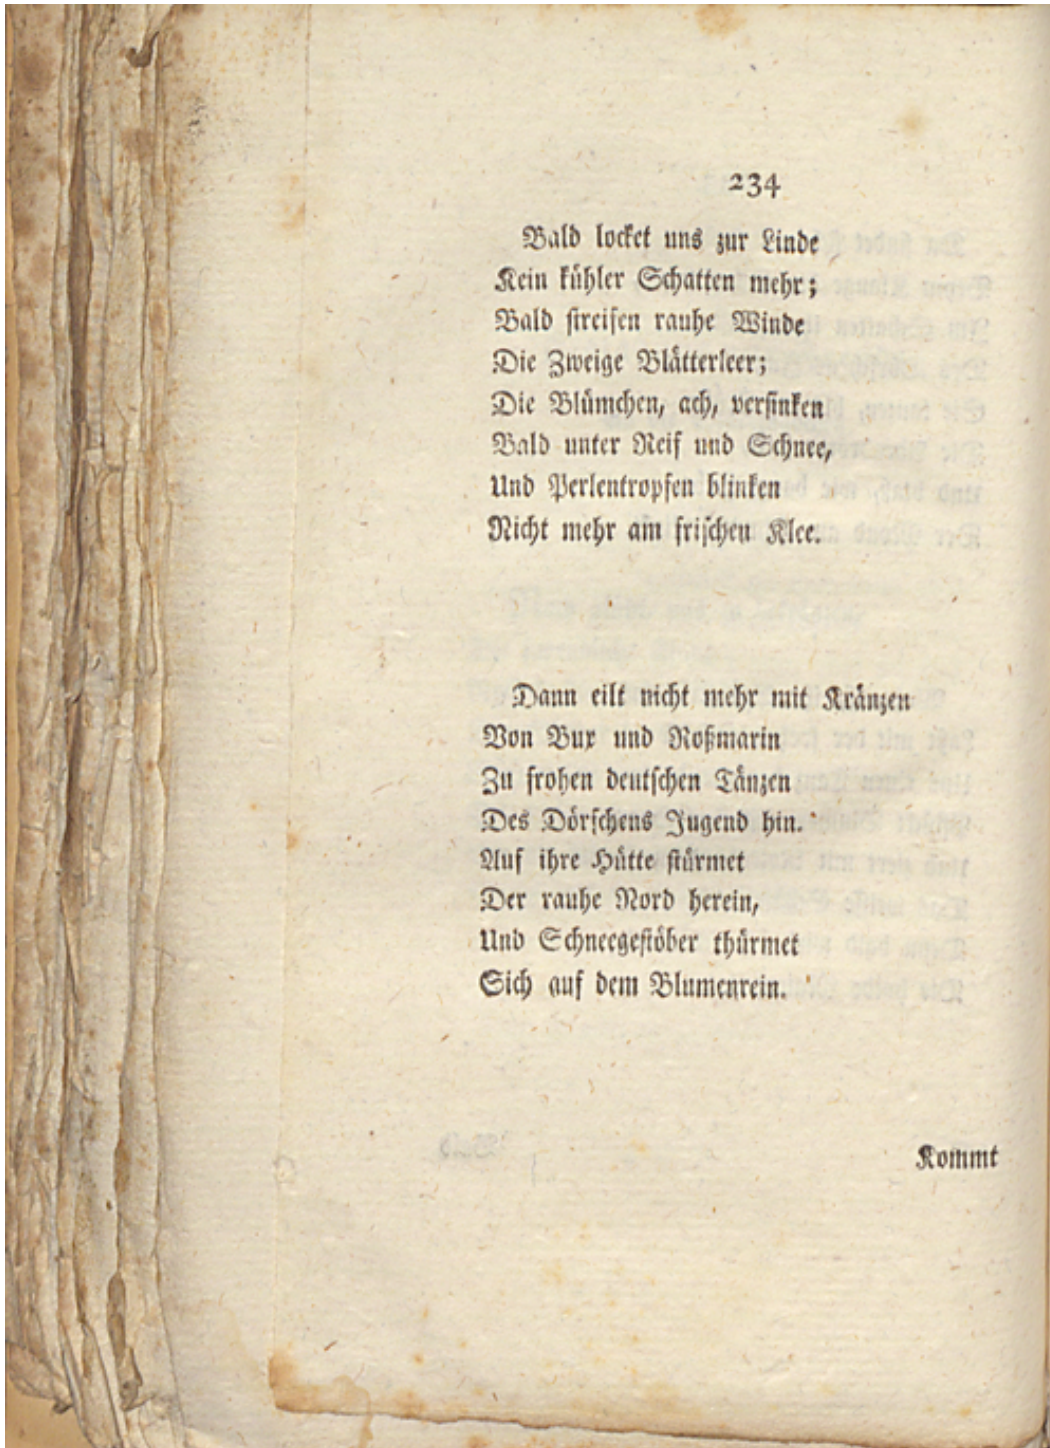 234
Bald locket uns zur Linde
Kein kühler Schatten mehr;
Bald streifen rauhe Winde
Die Zweige Blätterleer;
Die Blümchen, ach, versinken
Bald unter Reif und Schnee,
Und Perlentropfen blinken
Nicht mehr am frischen Klee.
Dann eilt nicht mehr mit Kränzen
Von Bux und Roßmarin
Zu frohen deutschen Tänzen
Des Dörfchens Jugend hin.
Auf ihre Hütte stürmet
Der rauhe Nord herein,
Und Schneegestöber thürmet
Sich auf dem Blumenrein.
Kommt